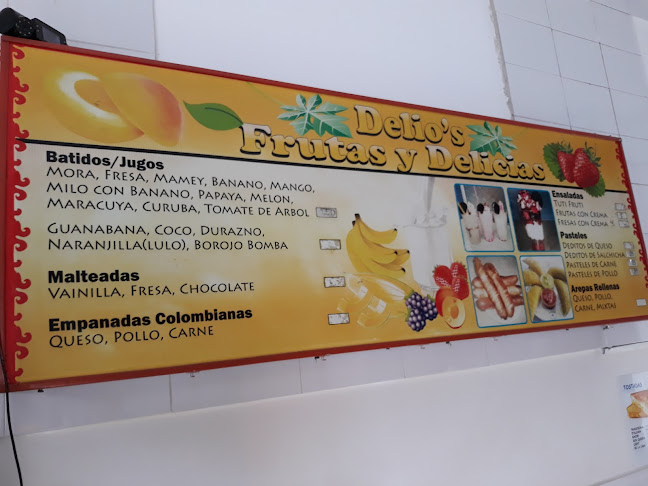 Delio's
Frutas y Delicias
Batidos/Jugos
MORA, FRESA, MAMEY, BANANO, MANGO,
MILO CON BANANO, PAPAYA, MELON,
MARACUYA, CURUBA, TOMATE DE ARBOL
GUANABANA, COCO, DURAZNO,
NARANJILLA(LULO), BOROJO BOMBA
Malteadas
VAINILLA, FRESA, CHOCOLATE
Empanadas Colombianas
QUESO, POLLO, CARNE
Ensaladas
TUTI FRUTI
FRUTAS CON CREMA
FRESAS CON CREMA
Pasteles
DEDITOS DE QUESO
DEDITOS DE SALCHICHA
PASTELES DE CARNE
PASTELES DE POLLO
Arepas Rellenas
QUESO, POLLO,
CARNE, MIXTAS
TOSTADAS